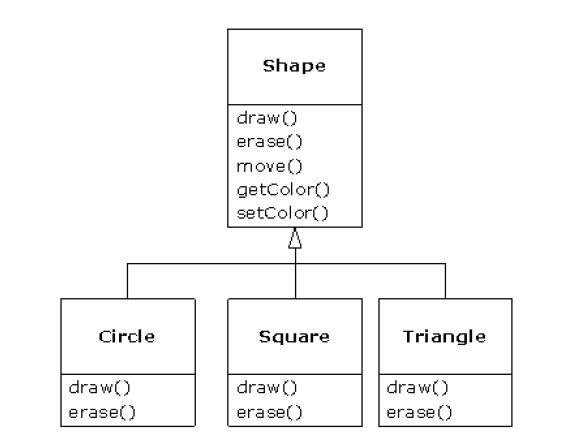 Shape
draw()
erase()
move()
getColor()
setColor()
Circle
draw()
erase()
Square
draw()
erase()
Triangle
draw()
erase()